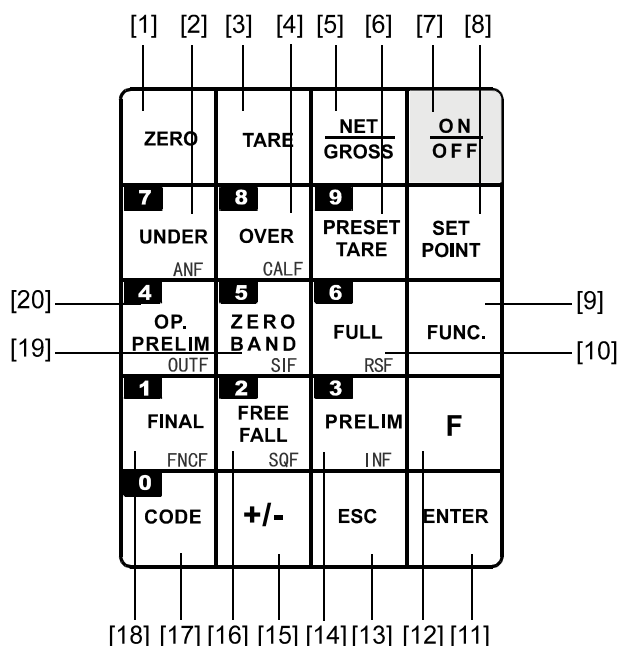 [1] [2] [3] [4] [5] [6] [7] [8]
ZERO TARE NET GROSS ON OFF
7 8 9
UNDER OVER PRESET TARE SET POINT
ANF CALF
[20] 4 5 6 [9]
OP. PRELIM ZERO BAND FULL FUNC.
[19] OUTF SIF RSF [10]
1 2 3
FINAL FREE FALL PRELIM F
FNCF SQF INF
0
CODE +/- ESC ENTER
[18] [17] [16] [15] [14] [13] [12] [11]